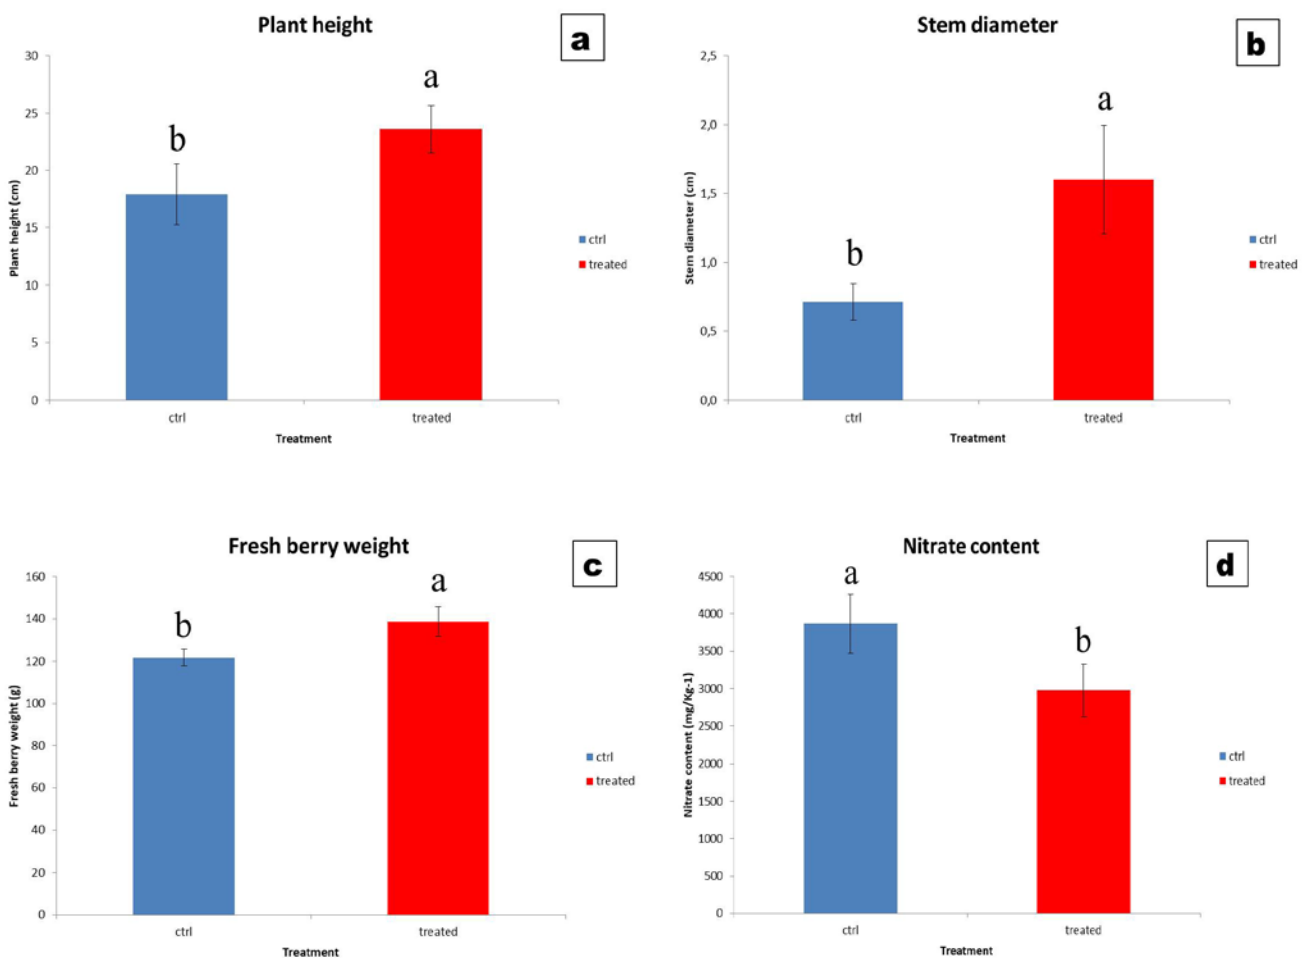 Plant height
a
30
25
20
15
10
5
0
Plant height (cm)
b
a
ctrl
treated
Treatment
ctrl
treated
Stem diameter
b
2,5
2,0
1,5
1,0
0,5
0,0
Stem diameter (cm)
b
a
ctrl
treated
Treatment
ctrl
treated
Fresh berry weight
c
160
140
120
100
80
60
40
20
0
Fresh berry weight (g)
b
a
ctrl
treated
Treatment
ctrl
treated
Nitrate content
d
4500
4000
3500
3000
2500
2000
1500
1000
500
0
Nitrate content (mg/Kg-1)
a
b
ctrl
treated
Treatment
ctrl
treated